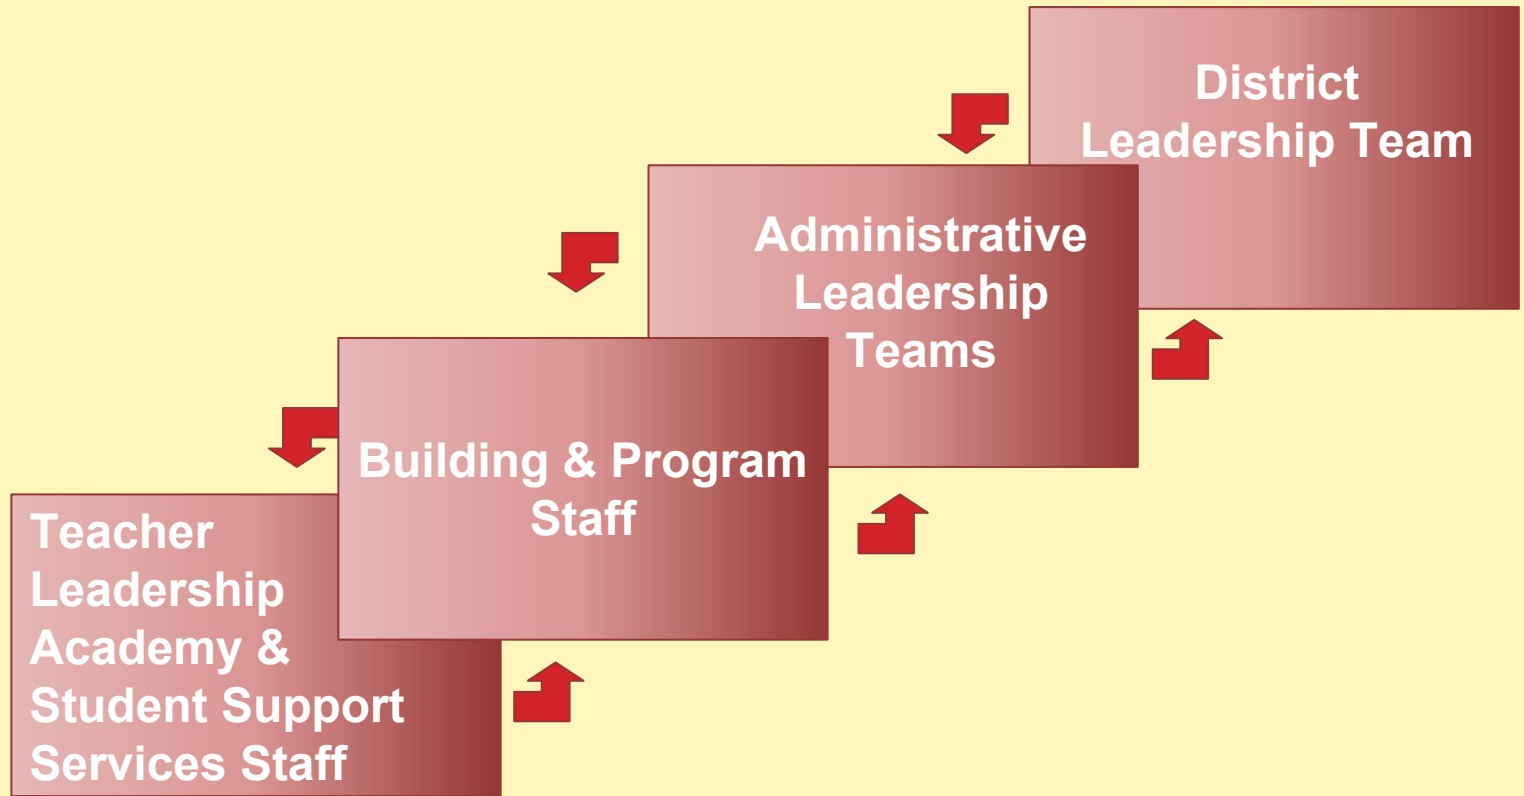 District
Leadership Team
Administrative
Leadership
Teams
Building & Program
Staff
Teacher
Leadership
Academy &
Student Support
Services Staff